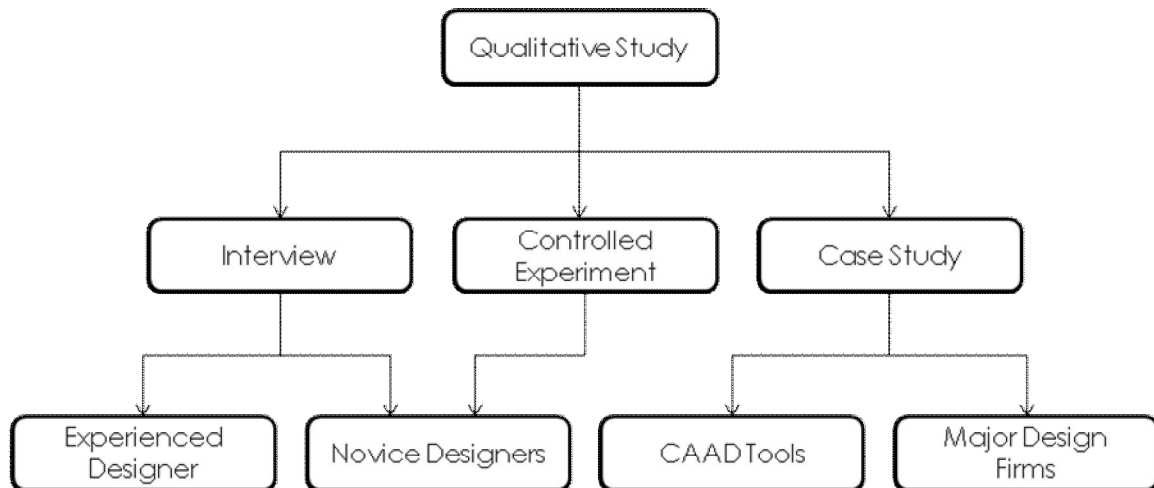 Qualitative Study
Interview
Controlled
Experiment
Case Study
Experienced
Designer
Novice Designers
CAAD Tools
Major Design
Firms